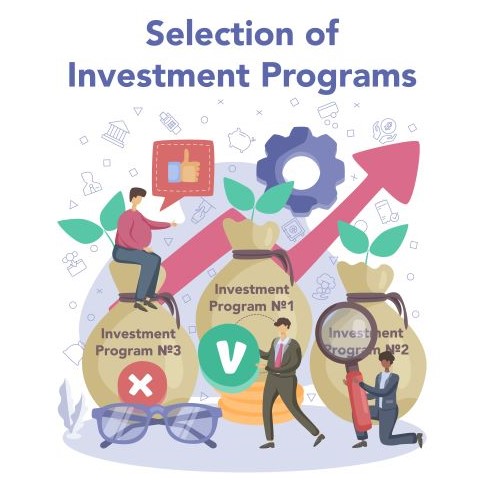 Selection of
Investment Programs
Investment
Program №1
Investment
Program №3
Investment
Program №2
V